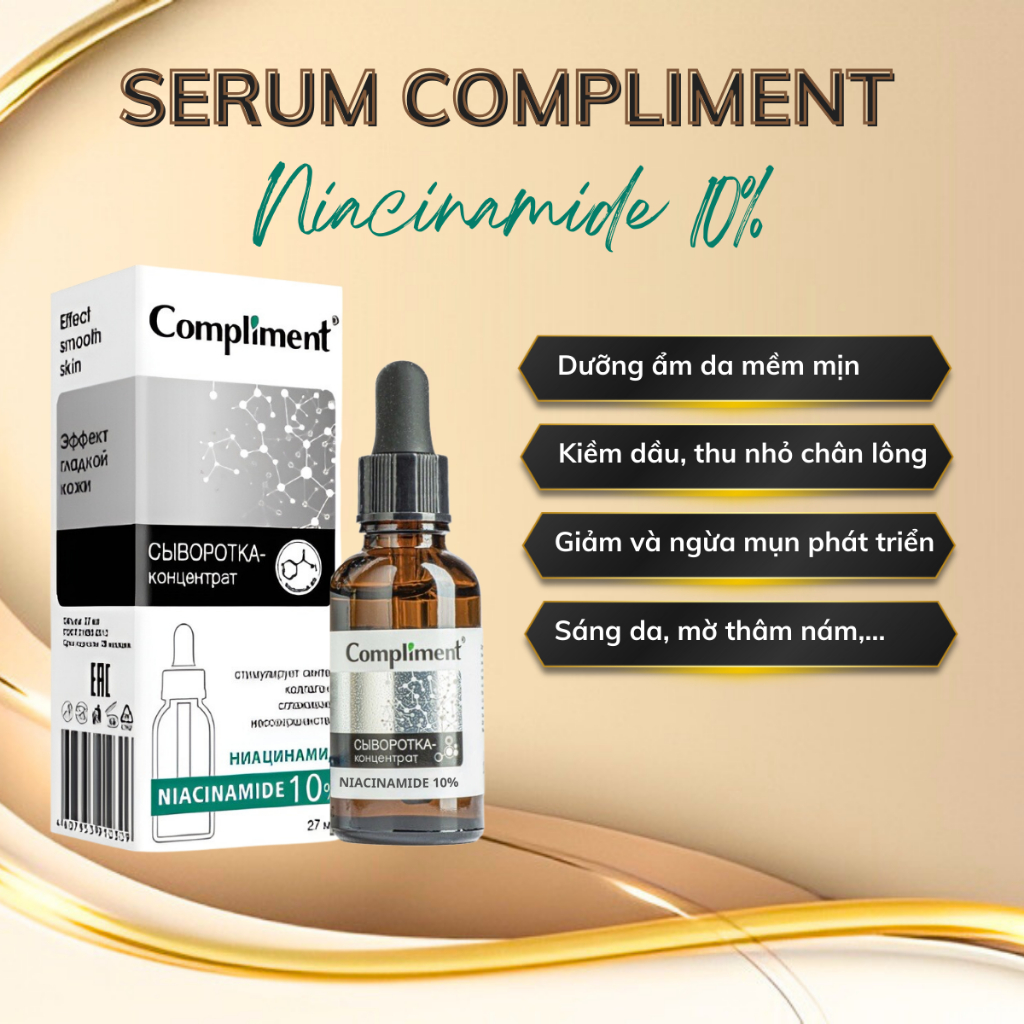 SERUM COMPLIMENT
Niacinamide 10%
Effect
smooth
skin
Compliment®
Эффект
гладкой
кожи
СЫВОРОТКА-
концентрат
EAC
стимулирует
НИАЦИНАМИ
NIACINAMIDE 10
27
Compliment®
СЫВОРОТКА-
концентрат
NIACINAMIDE 10%
Dưỡng ẩm da mềm mịn
Kiềm dầu, thu nhỏ chân lông
Giảm và ngừa mụn phát triển
Sáng da, mờ thâm nám,...